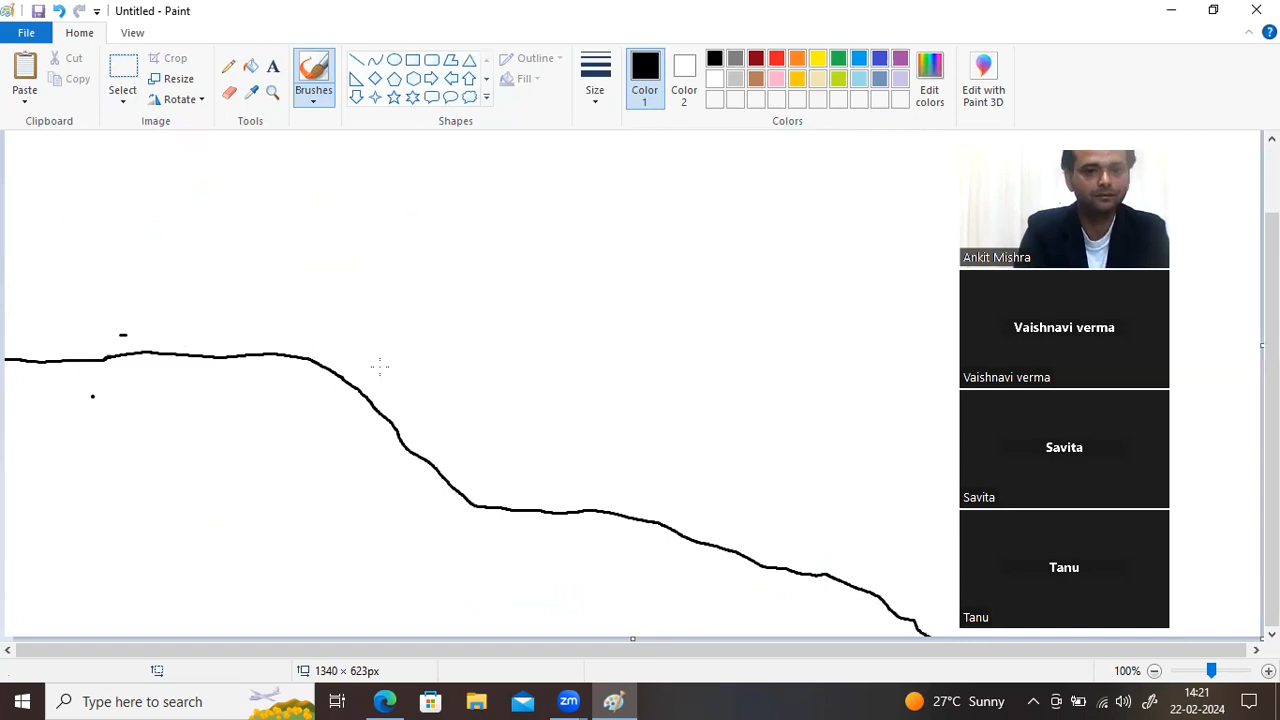 Untitled - Paint
File Home View
Paste
Cut
Copy
Clipboard
Select
Crop
Resize
Rotate
Image
Tools
Brushes
Shapes
Outline
Fill
Size
Color 1
Color 2
Edit colors
Colors
Edit with Paint 3D
Ankit Mishra
Vaishnavi verma
Vaishnavi verma
Savita
Savita
Tanu
Tanu
1340 × 623px
100%
Type here to search
27°C Sunny
14:21
22-02-2024